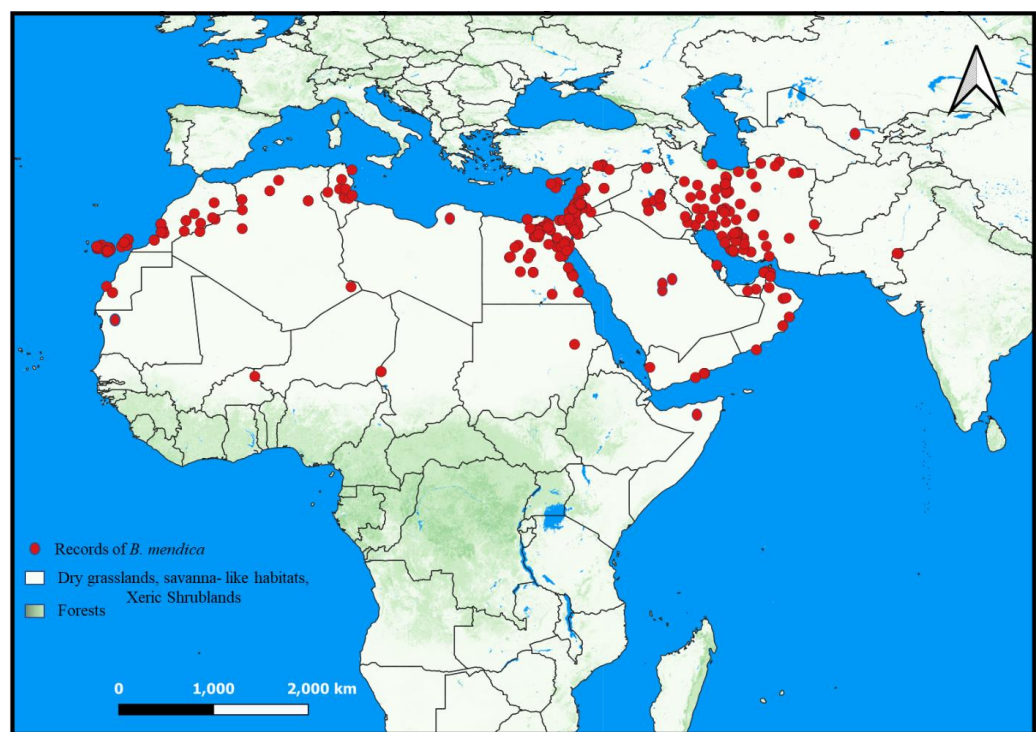 Records of B. mendica
Dry grasslands, savanna- like habitats,
Xeric Shrublands
Forests
0 1,000 2,000 km